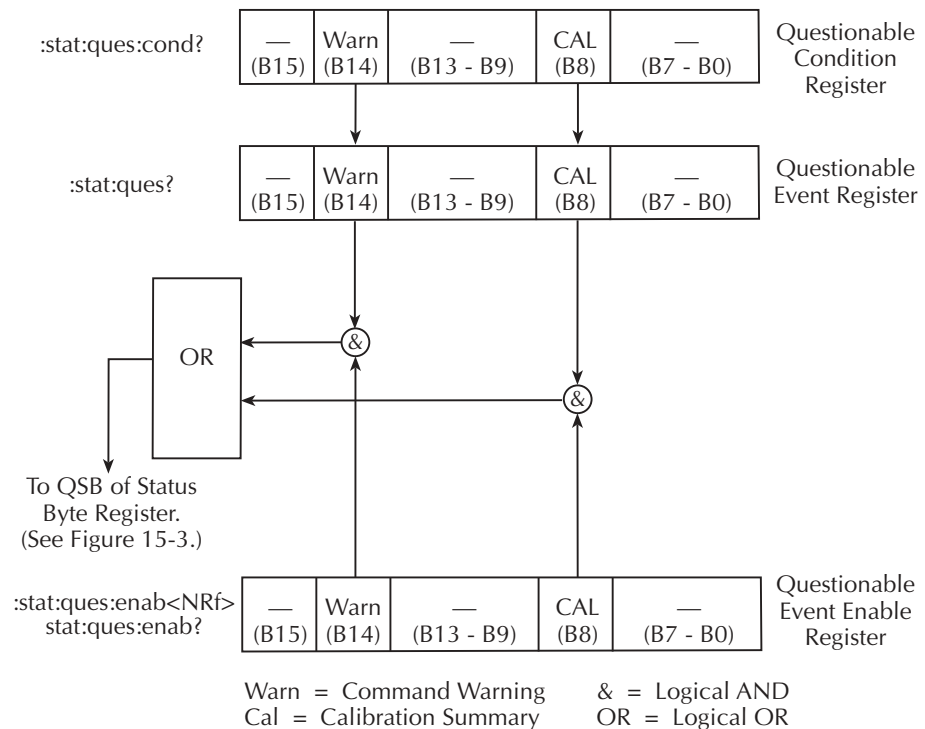 :stat:ques:cond?
— Warn — CAL —
(B15) (B14) (B13 - B9) (B8) (B7 - B0)
Questionable
Condition
Register
:stat:ques?
— Warn — CAL —
(B15) (B14) (B13 - B9) (B8) (B7 - B0)
Questionable
Event Register
&
OR
&
To QSB of Status
Byte Register.
(See Figure 15-3.)
:stat:ques:enab<NRf>
stat:ques:enab?
— Warn — CAL —
(B15) (B14) (B13 - B9) (B8) (B7 - B0)
Questionable
Event Enable
Register
Warn = Command Warning & = Logical AND
Cal = Calibration Summary OR = Logical OR